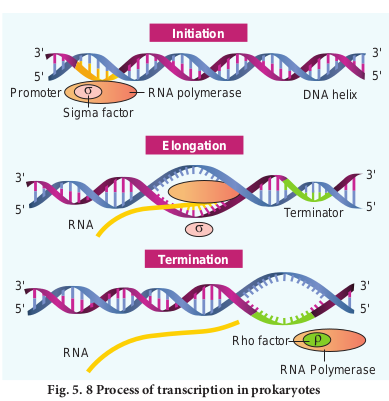 Initiation
3' 3'
5' 5'
Promoter σ RNA polymerase DNA helix
Sigma factor
Elongation
3' 3'
5' 5'
RNA σ Terminator
Termination
3' 3'
5' 5'
RNA Rho factor ρ
RNA Polymerase
Fig. 5. 8 Process of transcription in prokaryotes